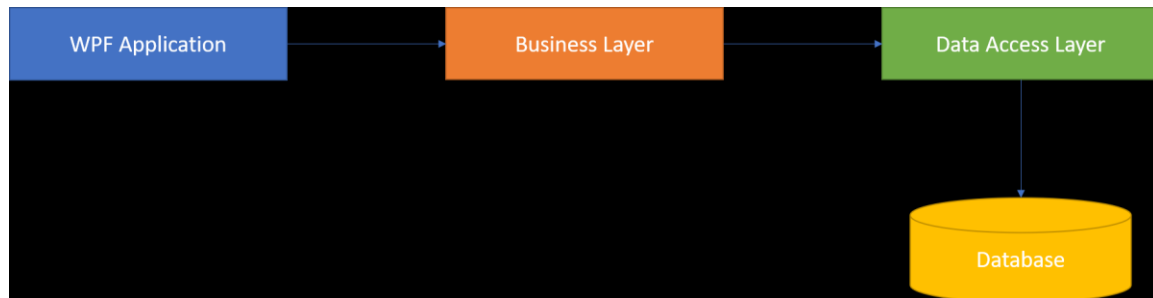 WPF Application
Business Layer
Data Access Layer
Database